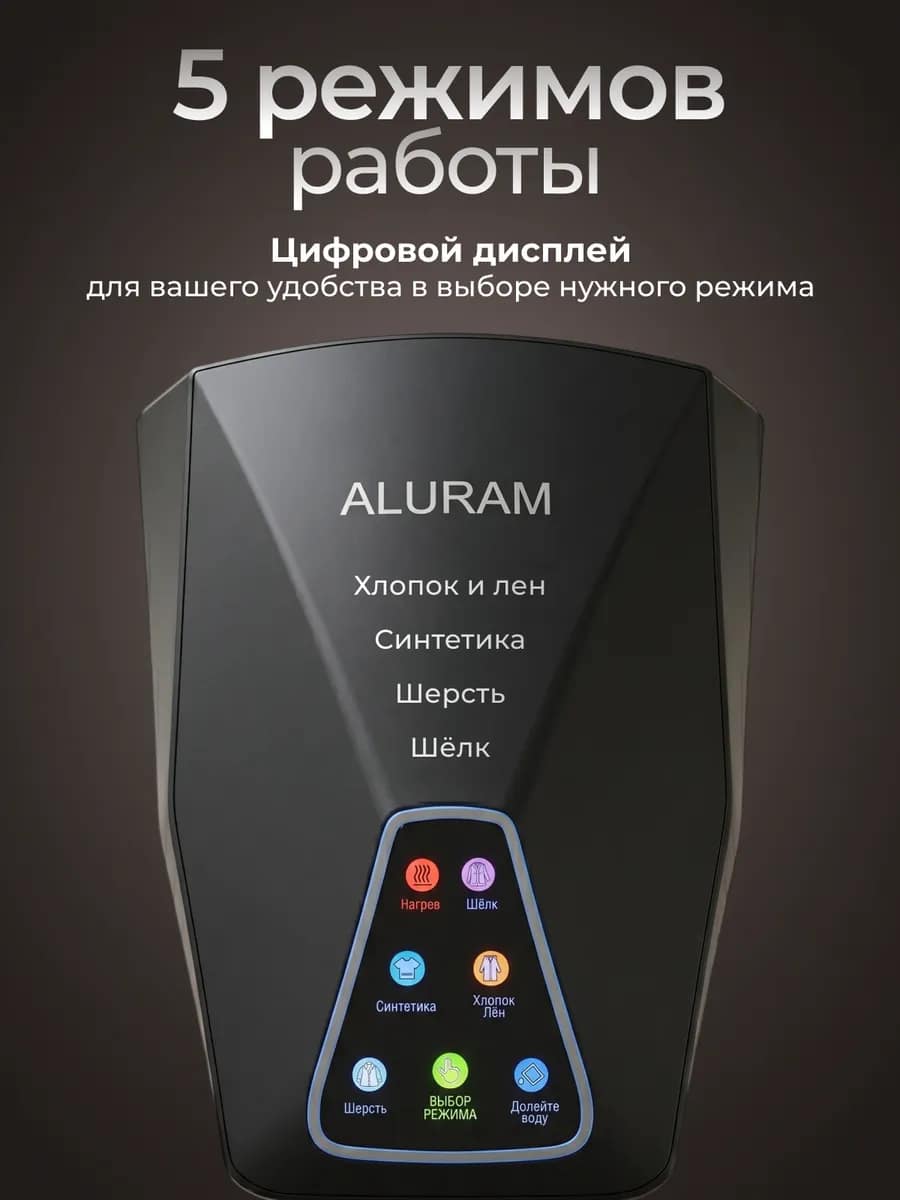 5 режимов
работы
Цифровой дисплей
для вашего удобства в выборе нужного режима
ALURAM
Хлопок и лен
Синтетика
Шерсть
Шёлк
Нагрев
Шёлк
Синтетика
Хлопок
Лён
Шерсть
ВЫБОР
РЕЖИМА
Долейте
воду